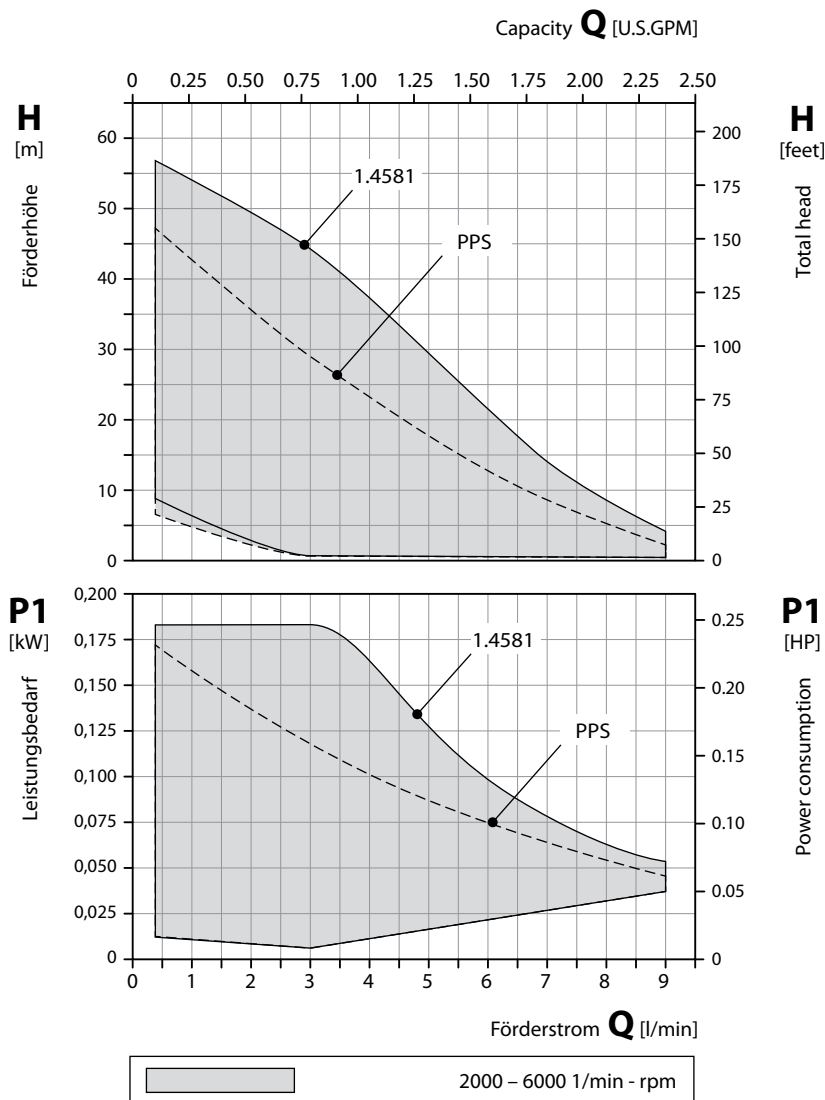 Capacity Q [U.S.GPM]
0 0.25 0.50 0.75 1.00 1.25 1.50 1.75 2.00 2.25 2.50
H
[m]
Förderhöhe
60
50
40
30
20
10
0
1.4581
PPS
H
[feet]
Total head
200
175
150
125
100
75
50
25
0
P1
[kW]
Leistungsbedarf
0,200
0,175
0,150
0,125
0,100
0,075
0,050
0,025
0
1.4581
PPS
P1
[HP]
Power consumption
0.25
0.20
0.15
0.10
0.05
0
0 1 2 3 4 5 6 7 8 9
Förderstrom Q [l/min]
2000 – 6000 1/min - rpm